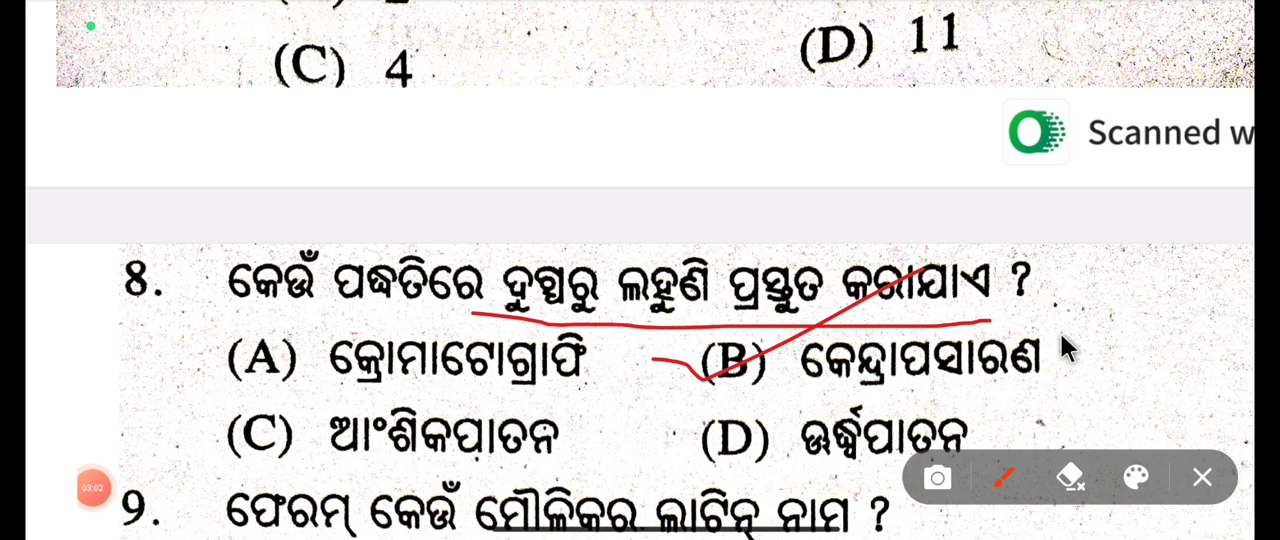 (C) 4 (D) 11
Scanned w
8. କେଉଁ ପଦ୍ଧତିରେ ଦୁଗ୍ଧରୁ ଲହୁଣି ପ୍ରସ୍ତୁତ କରାଯାଏ ?
(A) କ୍ରୋମାଟୋଗ୍ରାଫି (B) କେନ୍ଦ୍ରାପସାରଣ
(C) ଆଂଶିକପାତନ (D) ଊର୍ଦ୍ଧ୍ଵପାତନ
03:02
9. ଫେରମ୍ କେଉଁ ମୌଳିକର ଲାଟିନ୍ ନାମ ?